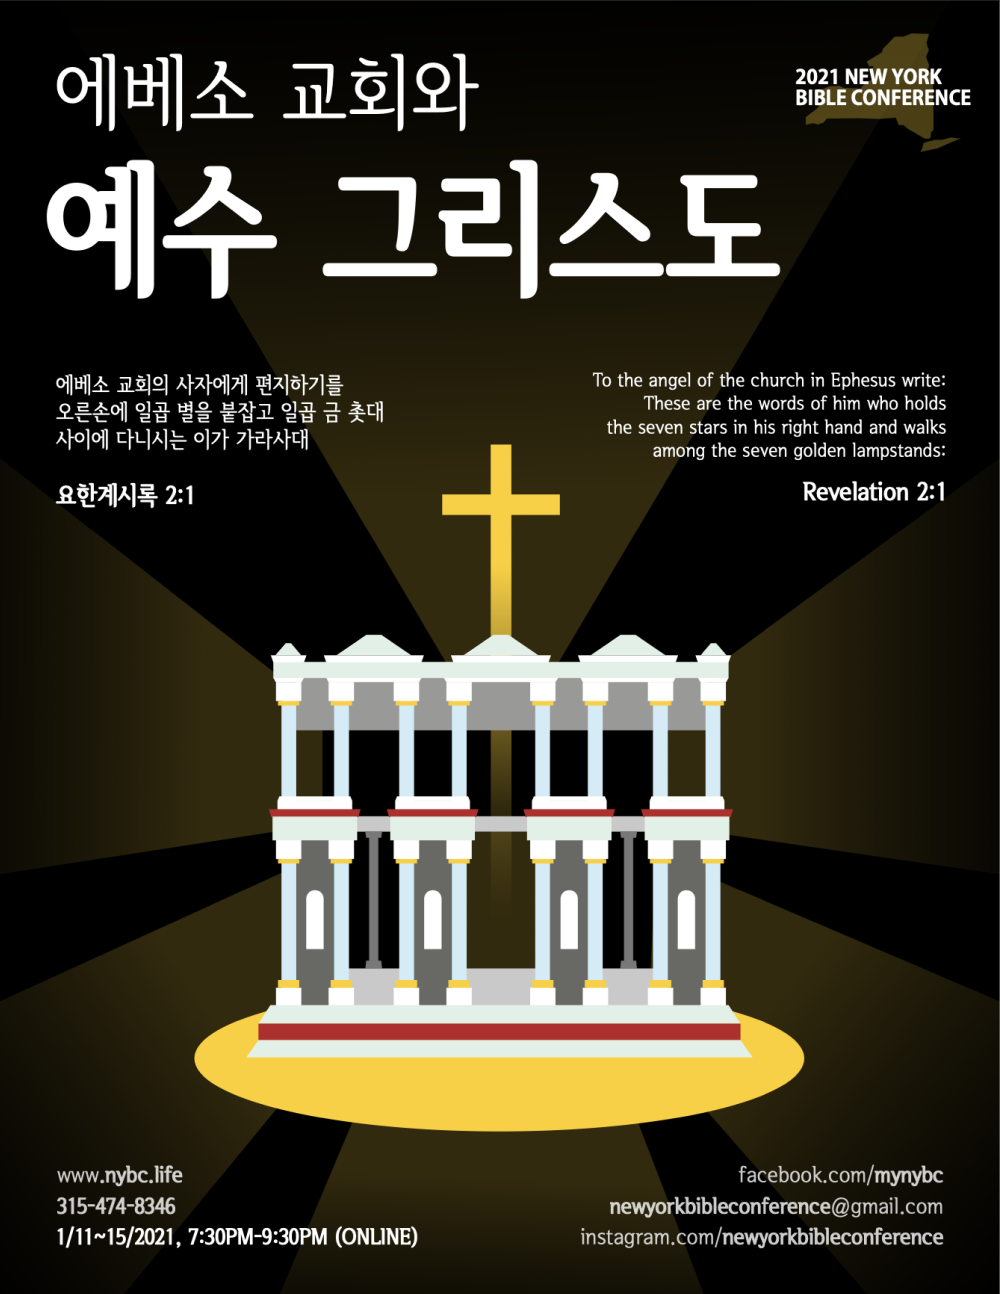 에베소 교회와
예수 그리스도
2021 NEW YORK
BIBLE CONFERENCE
에베소 교회의 사자에게 편지하기를
오른손에 일곱 별을 붙잡고 일곱 금 촛대
사이에 다니시는 이가 가라사대
요한계시록 2:1
To the angel of the church in Ephesus write:
These are the words of him who holds
the seven stars in his right hand and walks
among the seven golden lampstands:
Revelation 2:1
www.nybc.life
315-474-8346
1/11~15/2021, 7:30PM-9:30PM (ONLINE)
facebook.com/mynybc
newyorkbibleconference@gmail.com
instagram.com/newyorkbibleconference